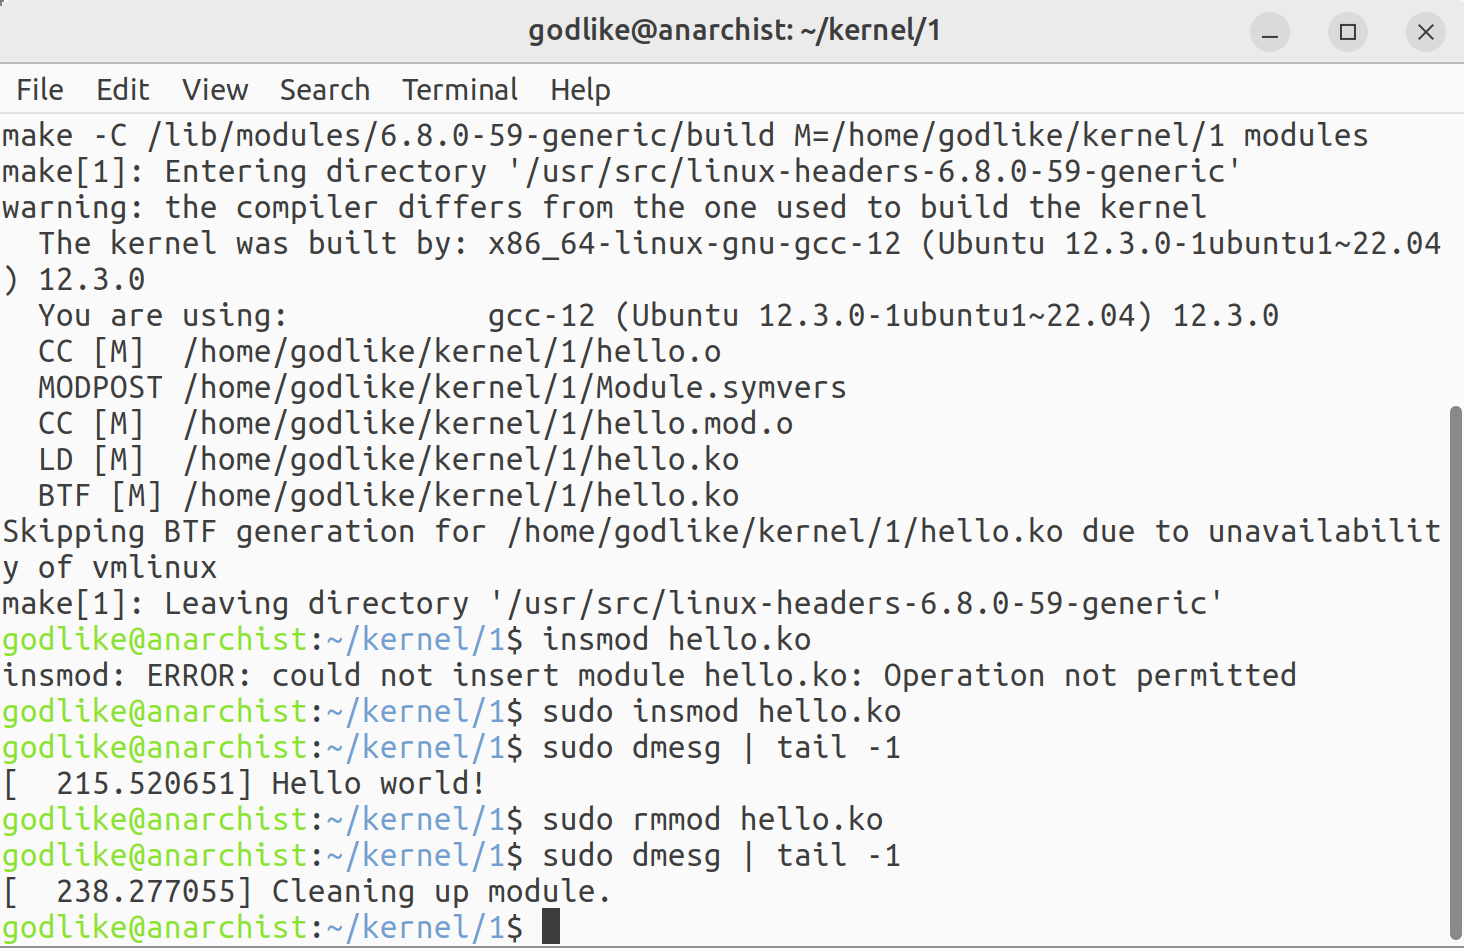 godlike@anarchist: ~/kernel/1
File Edit View Search Terminal Help
make -C /lib/modules/6.8.0-59-generic/build M=/home/godlike/kernel/1 modules
make[1]: Entering directory '/usr/src/linux-headers-6.8.0-59-generic'
warning: the compiler differs from the one used to build the kernel
  The kernel was built by: x86_64-linux-gnu-gcc-12 (Ubuntu 12.3.0-1ubuntu1~22.04
) 12.3.0
  You are using:           gcc-12 (Ubuntu 12.3.0-1ubuntu1~22.04) 12.3.0
  CC [M]  /home/godlike/kernel/1/hello.o
  MODPOST /home/godlike/kernel/1/Module.symvers
  CC [M]  /home/godlike/kernel/1/hello.mod.o
  LD [M]  /home/godlike/kernel/1/hello.ko
  BTF [M] /home/godlike/kernel/1/hello.ko
Skipping BTF generation for /home/godlike/kernel/1/hello.ko due to unavailabilit
y of vmlinux
make[1]: Leaving directory '/usr/src/linux-headers-6.8.0-59-generic'
godlike@anarchist:~/kernel/1$ insmod hello.ko
insmod: ERROR: could not insert module hello.ko: Operation not permitted
godlike@anarchist:~/kernel/1$ sudo insmod hello.ko
godlike@anarchist:~/kernel/1$ sudo dmesg | tail -1
[  215.520651] Hello world!
godlike@anarchist:~/kernel/1$ sudo rmmod hello.ko
godlike@anarchist:~/kernel/1$ sudo dmesg | tail -1
[  238.277055] Cleaning up module.
godlike@anarchist:~/kernel/1$